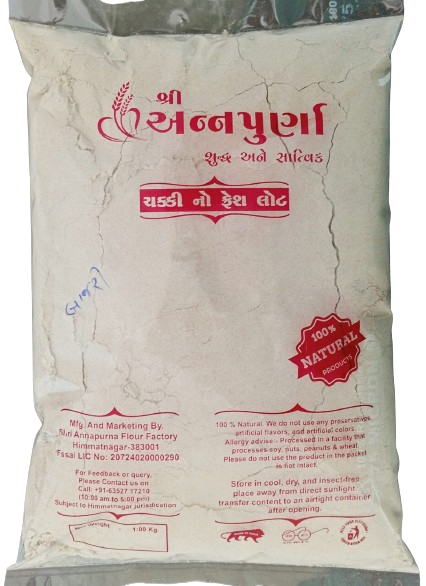 શ્રી
અન્નપુર્ણા
શુદ્ધ અને સાત્વિક
ચક્કી નો ફ્રેશ લોટ
બાજરી
100%
NATURAL
PRODUCTS
Mfg. And Marketing By.
Shri Annapurna Flour Factory
Himmatnagar-383001
Fssai LIC No: 20724020000290
For Feedback or query,
Please Contact us on
Call: +91-63527 17210
(10:00 am to 5:00 pm)
Subject to Himmatnagar jurisdication
Nett Weight : 1:00 Kg
100 % Natural. We do not use any preservatives,
artificial flavors, and artificial colors.
Allergy advise:- Processed in a facility that
processes soy, nuts, peanuts & wheat.
Please do not use the product in the packet
is not intact.
Store in cool, dry, and insect-free
place away from direct sunlight
transfer content to an airtight container
after opening.